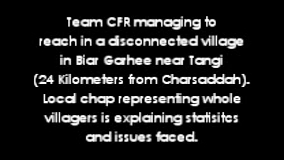 Team CFR managing to
reach in a disconnected village
in Biar Garhee near Tangi
(24 Kilometers from Charsaddah).
Local chap representing whole
villagers is explaining statisitcs
and issues faced.